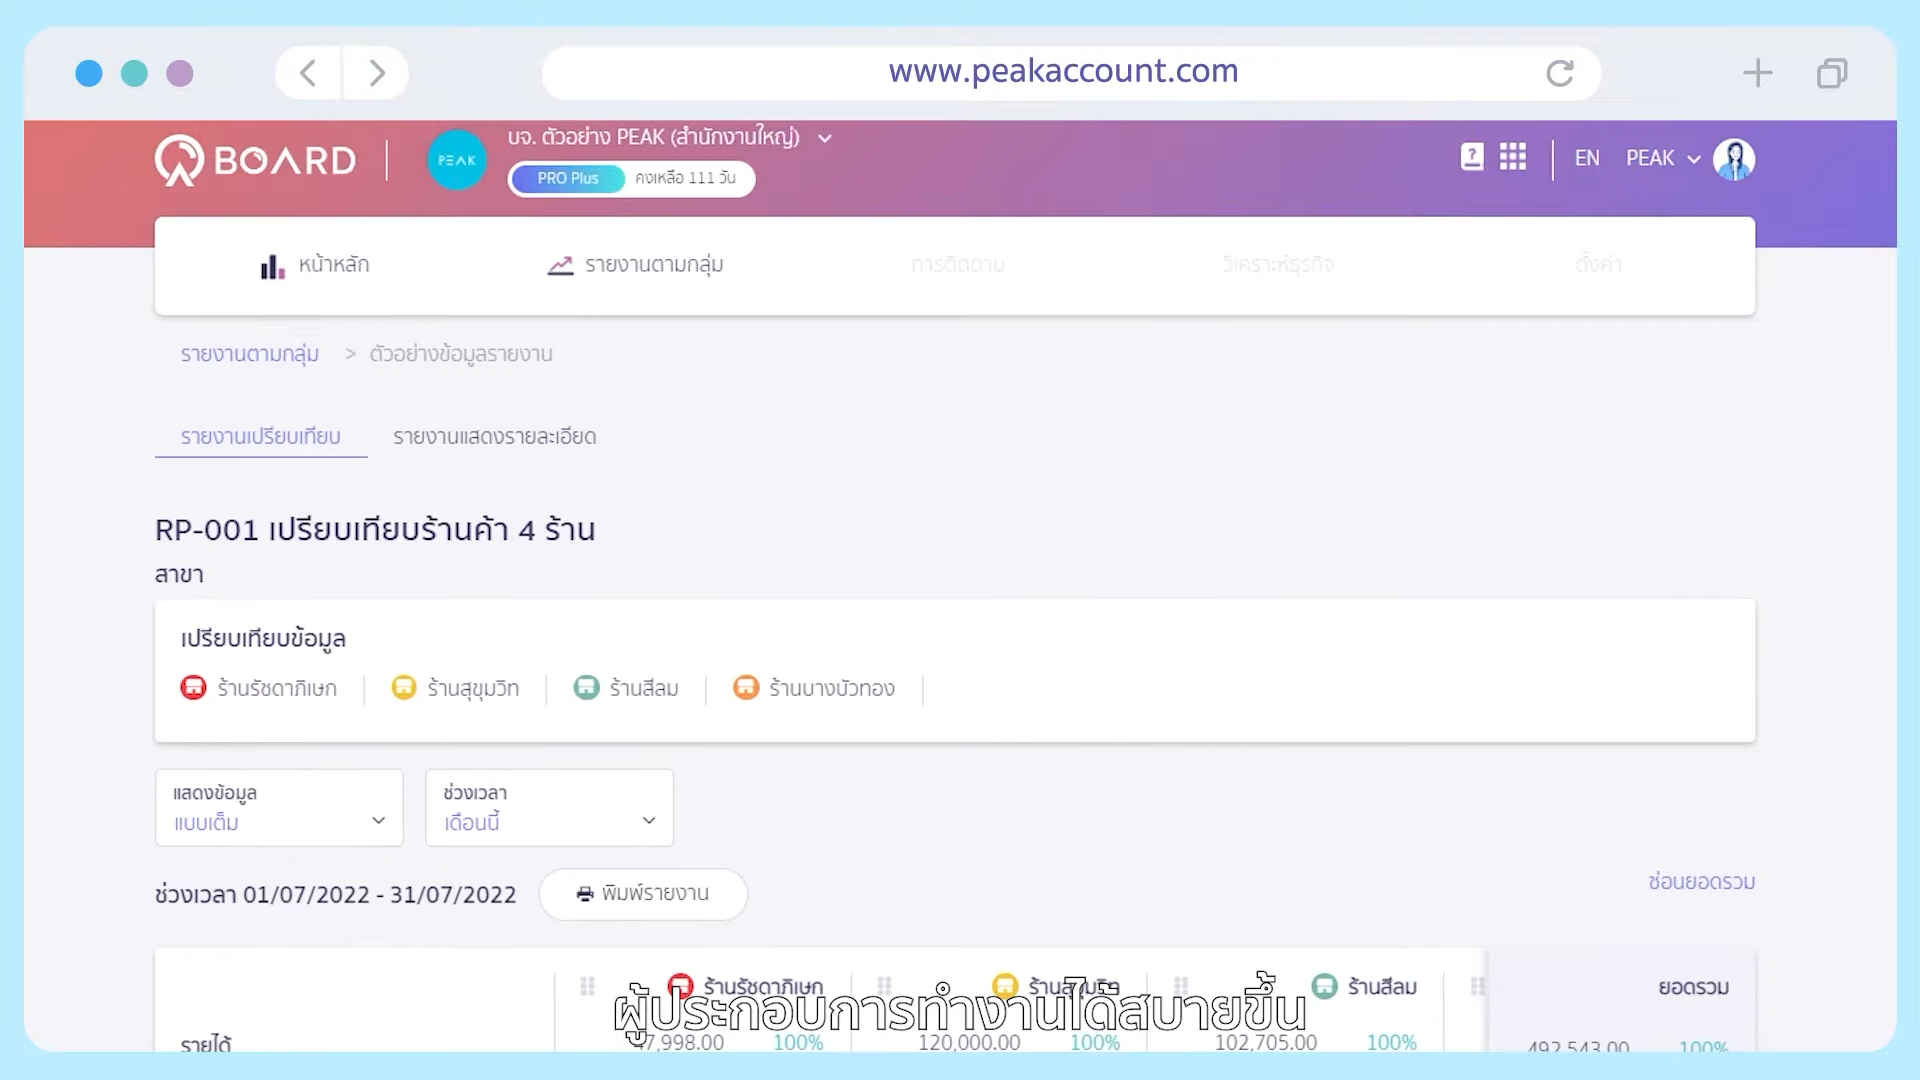 www.peakaccount.com
BOARD
PEAK
บจ. ตัวอย่าง PEAK (สำนักงานใหญ่)
PRO Plus คงเหลือ 111 วัน
EN PEAK
หน้าหลัก รายงานตามกลุ่ม การติดตาม วิเคราะห์ธุรกิจ ตั้งค่า
รายงานตามกลุ่ม > ตัวอย่างข้อมูลรายงาน
รายงานเปรียบเทียบ รายงานแสดงรายละเอียด
RP-001 เปรียบเทียบร้านค้า 4 ร้าน
สาขา
เปรียบเทียบข้อมูล
ร้านรัชดาภิเษก ร้านสุขุมวิท ร้านสีลม ร้านบางบัวทอง
แสดงข้อมูล
แบบเต็ม
ช่วงเวลา
เดือนนี้
ช่วงเวลา 01/07/2022 - 31/07/2022 พิมพ์รายงาน
ซ่อนยอดรวม
ร้านรัชดาภิเษก ร้านสุขุมวิท ร้านสีลม ยอดรวม
ผู้ประกอบการทำงานได้สบายขึ้น
รายได้ 100% 120,000.00 100% 102,705.00 100% 492,543.00 100%